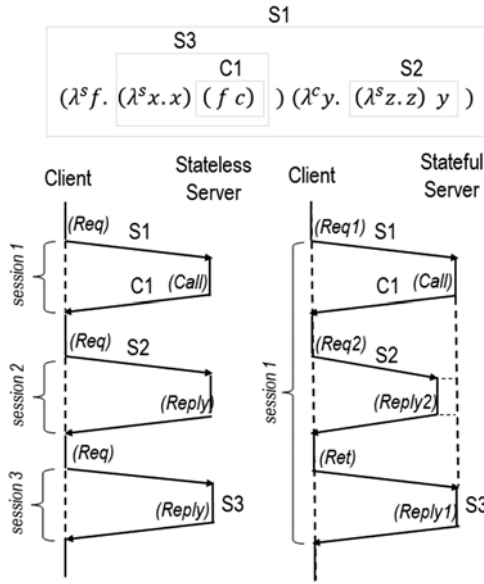 S1
S3
C1 S2
(λˢf. (λˢx.x) (f c) ) (λᶜy. (λˢz.z) y )
Client Stateless Server Client Stateful Server
(Req) S1 (Req1) S1
session 1
C1 (Call) C1 (Call)
(Req) S2 (Req2) S2
session 2 session 1
(Reply) (Reply2)
(Req) (Ret)
session 3
(Reply) S3 (Reply1) S3